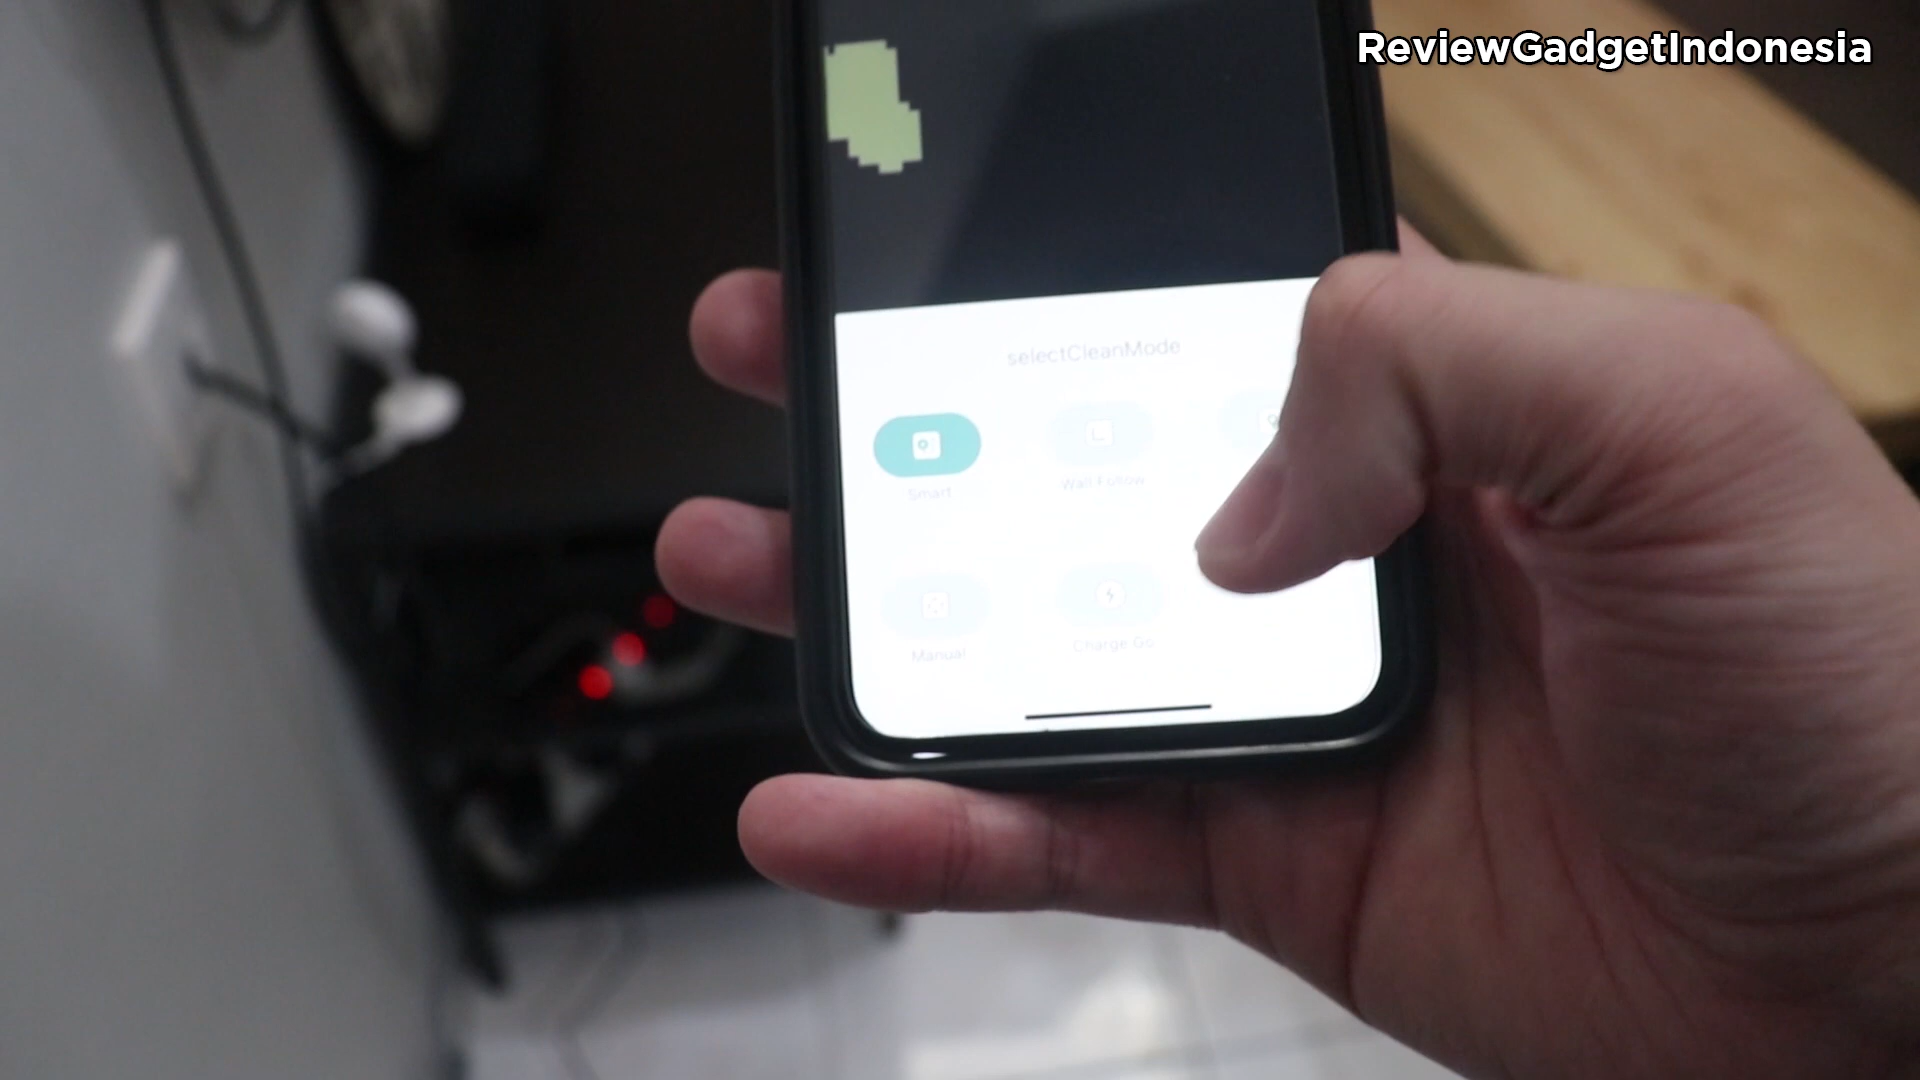 ReviewGadgetIndonesia
selectCleanMode
Smart
Wall Follow
Manual
Charge Go